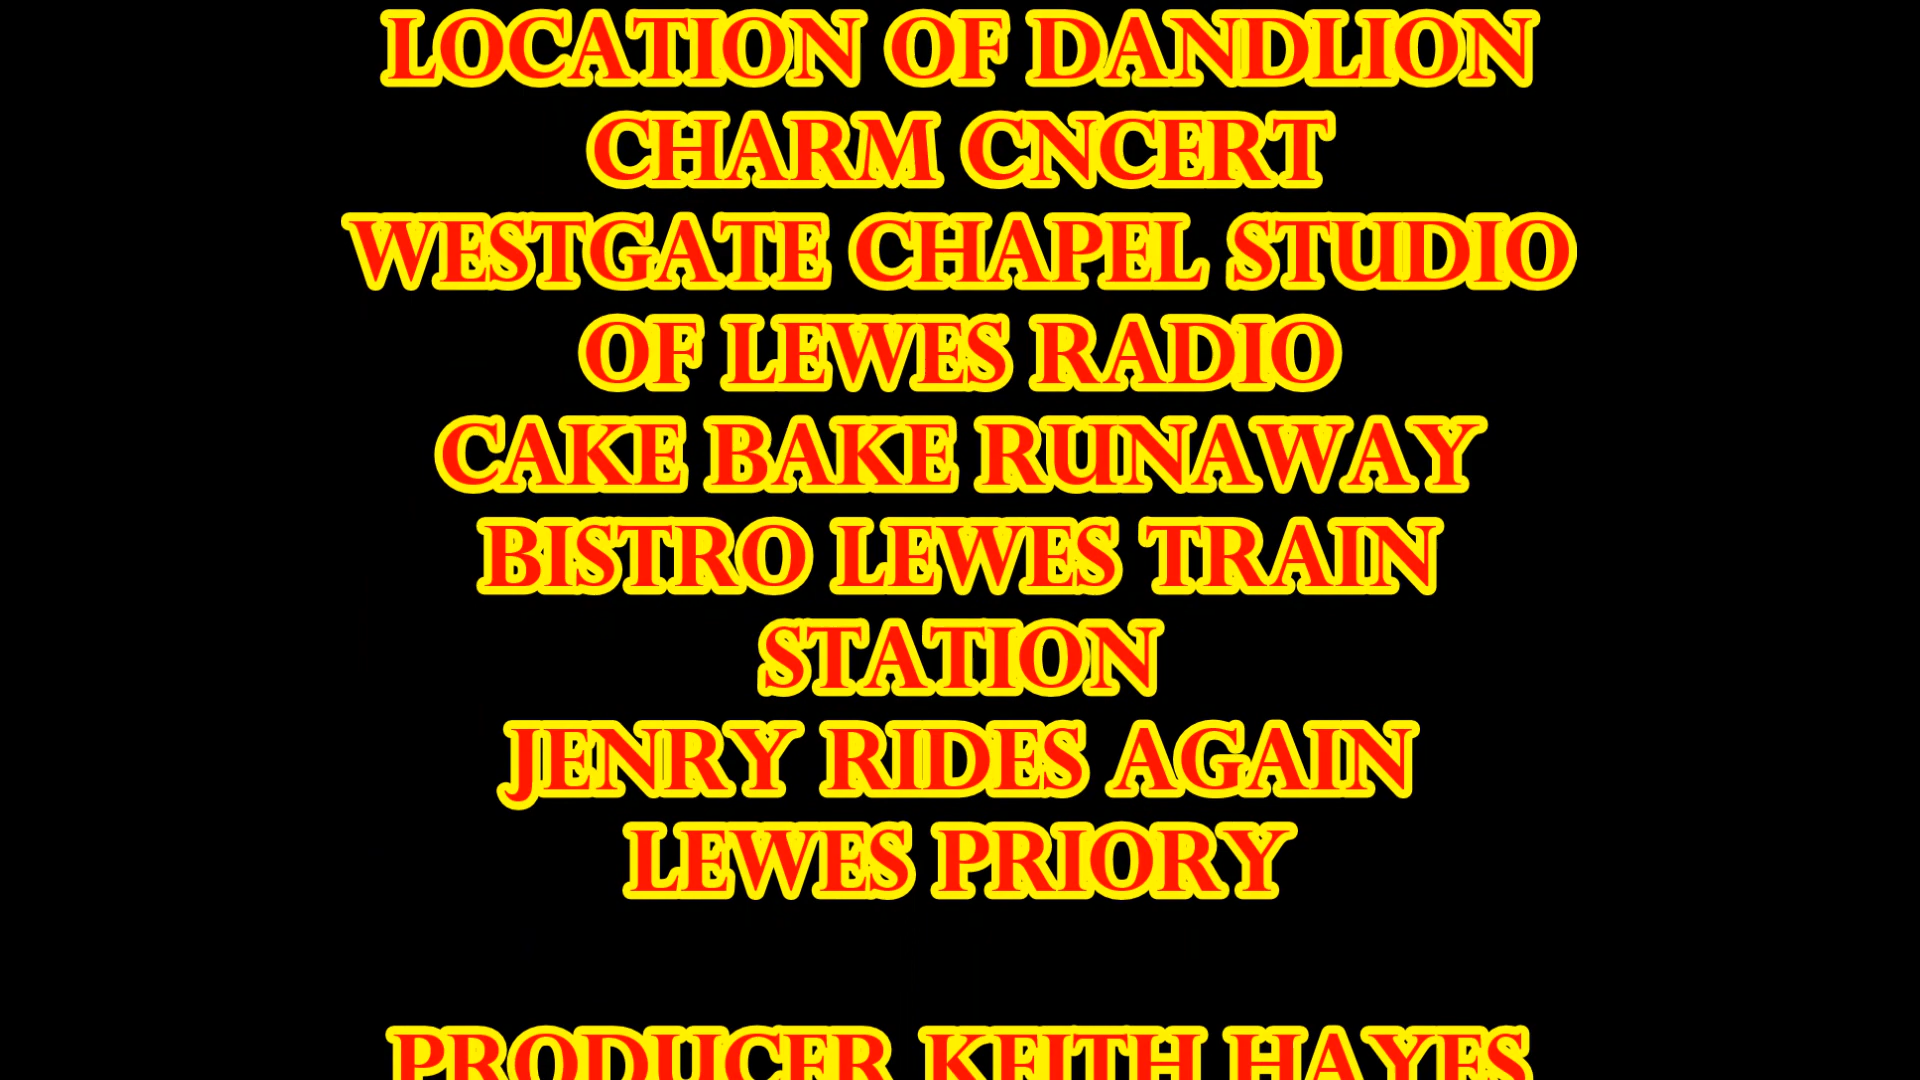 LOCATION OF DANDLION
CHARM CNCERT
WESTGATE CHAPEL STUDIO
OF LEWES RADIO
CAKE BAKE RUNAWAY
BISTRO LEWES TRAIN
STATION
JENRY RIDES AGAIN
LEWES PRIORY
PRODUCER KEITH HAYES